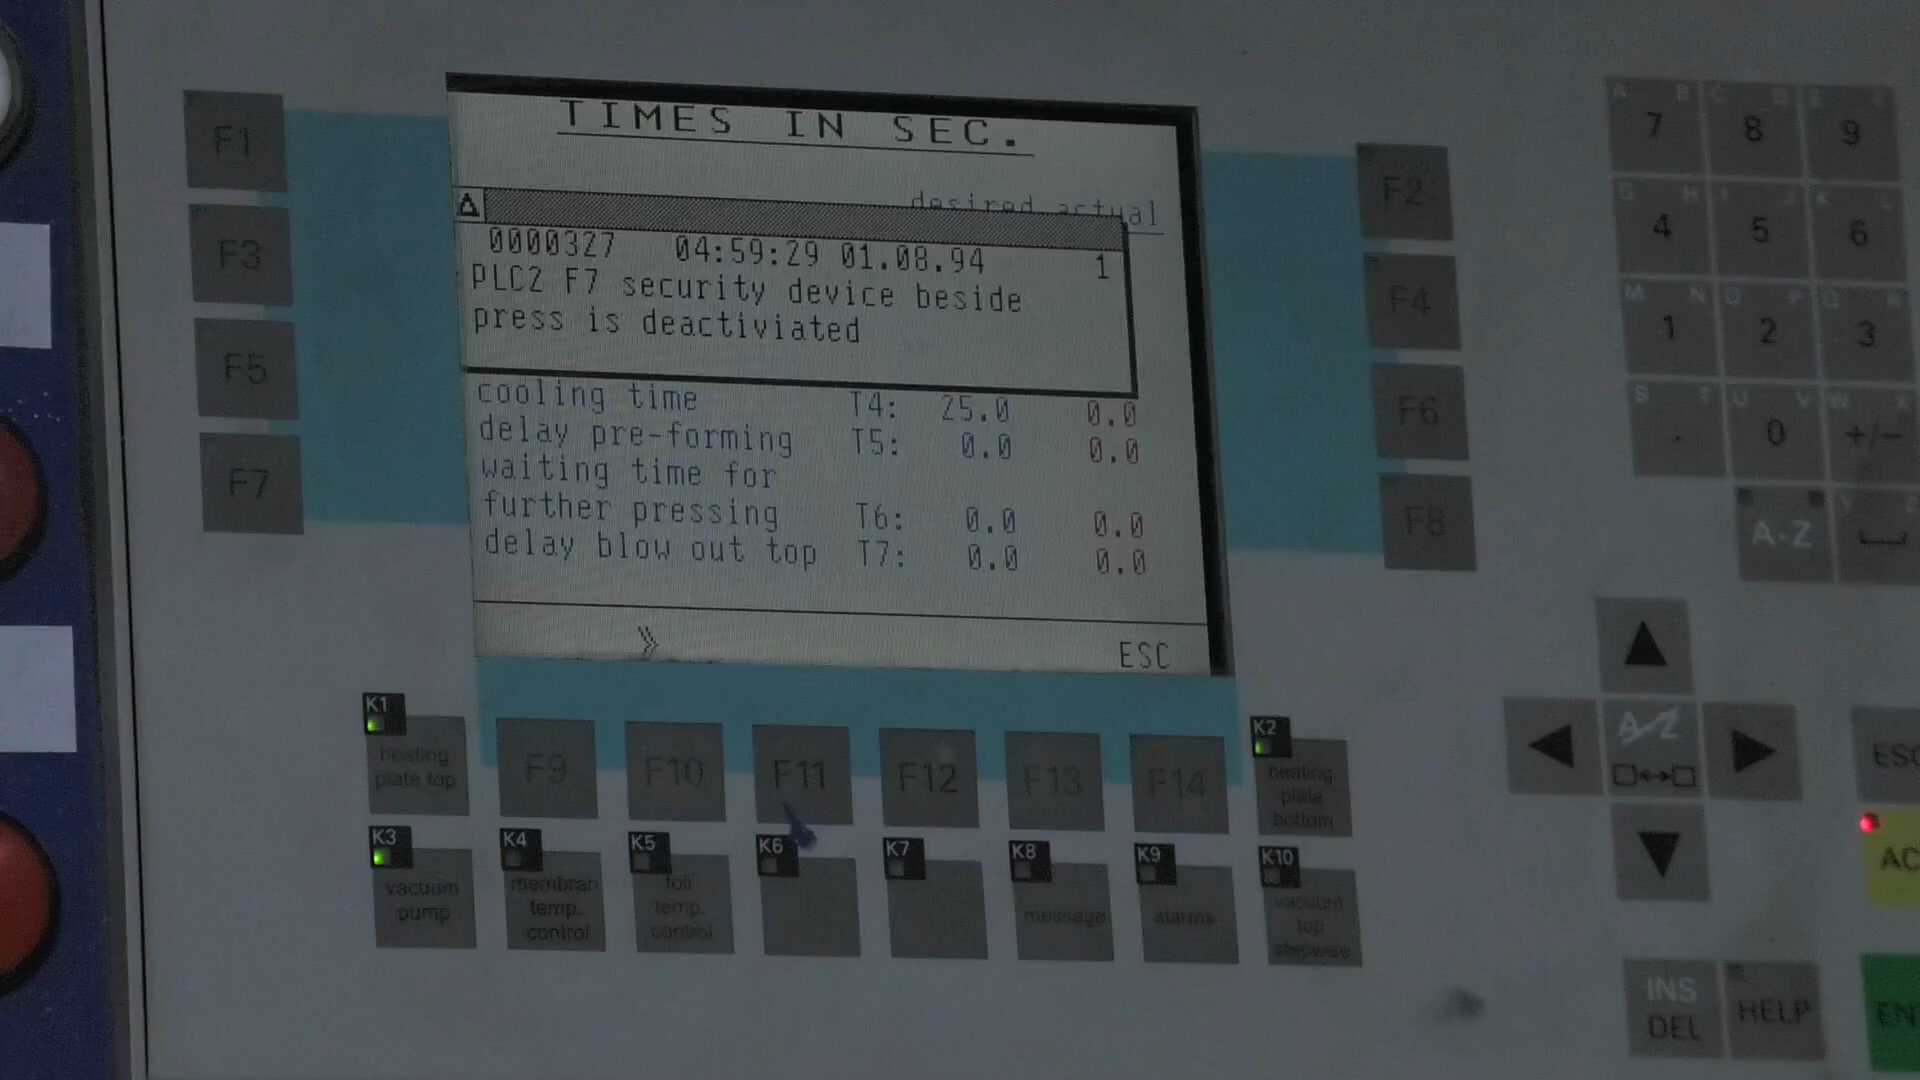 TIMES IN SEC.
desired actual
0000327 04:59:29 01.08.94 1
PLC2 F7 security device beside
press is deactiviated
cooling time T4: 25.0 0.0
delay pre-forming T5: 0.0 0.0
waiting time for
further pressing T6: 0.0 0.0
delay blow out top T7: 0.0 0.0
ESC
F1
F3
F5
F7
F2
F4
F6
F8
K1
heating
plate top
F9
F10
F11
F12
F13
F14
K2
heating
plate
bottom
K3
vacuum
pump
K4
membran
temp.
control
K5
foil
temp.
control
K6
K7
K8
message
K9
alarms
K10
vacuum
top
stepwise
A B
7
C D
8
E F
9
4
I J
5
K L
6
M N
1
O P
2
Q R
3
S T
.
U V
0
+/-
A-Z
A-Z
ESC
INS
DEL
HELP